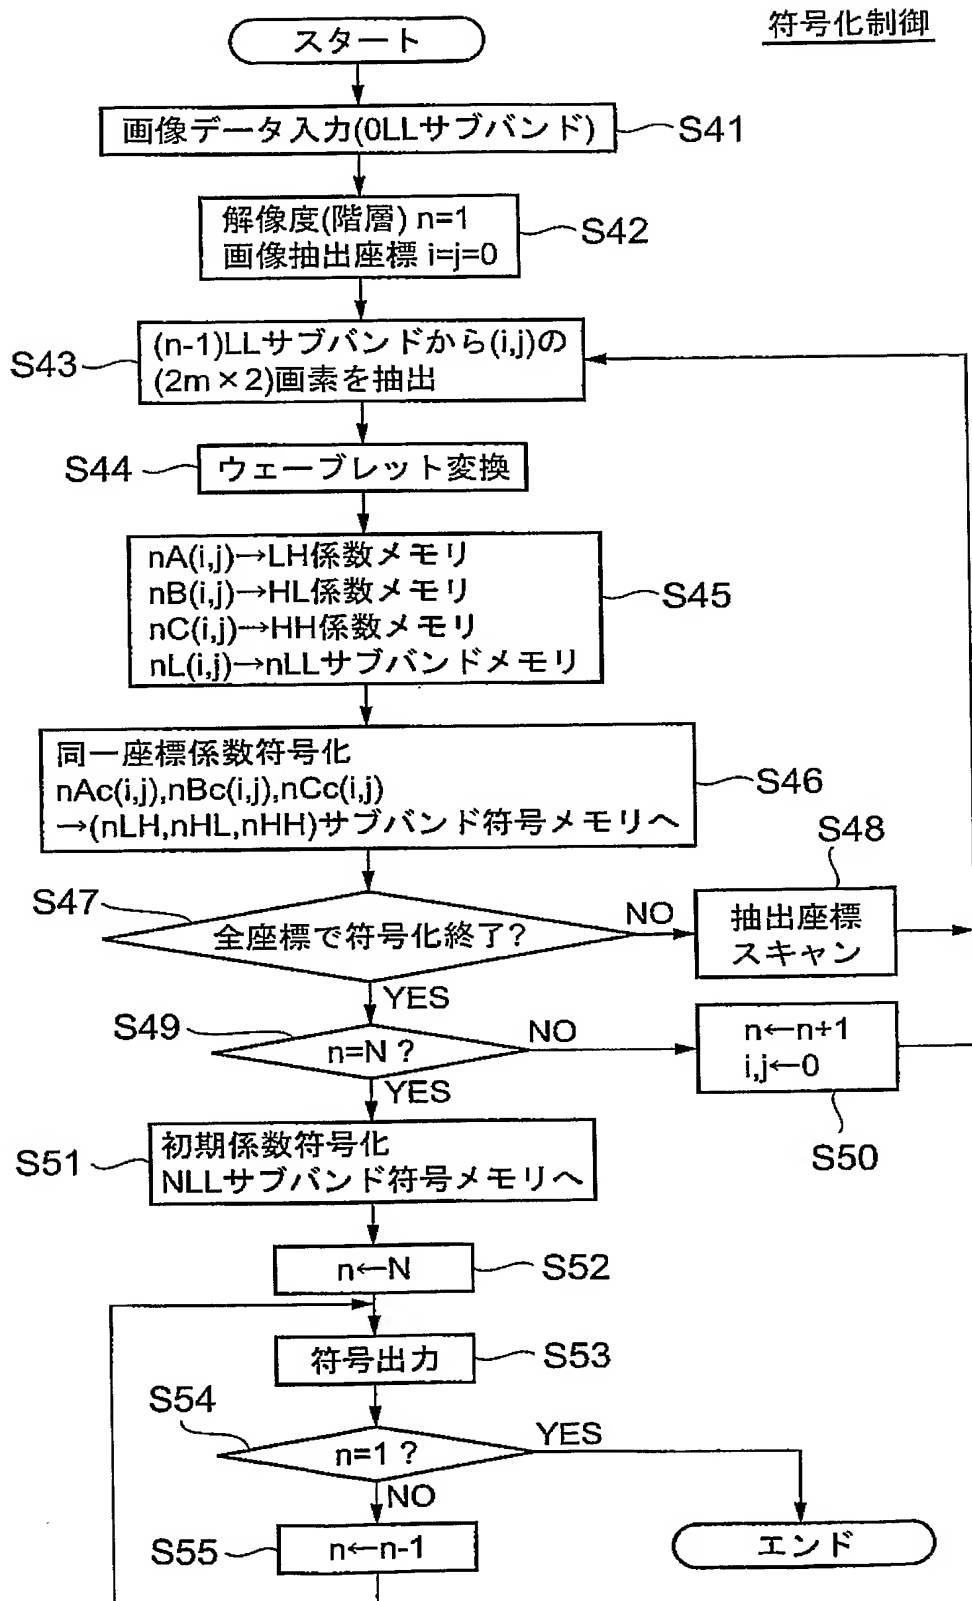 符号化制御
スタート
画像データ入力(0LLサブバンド)
S41
解像度(階層) n=1
画像抽出座標 i=j=0
S42
S43
(n-1)LLサブバンドから(i,j)の
(2m×2)画素を抽出
S44
ウェーブレット変換
nA(i,j)→LH係数メモリ
nB(i,j)→HL係数メモリ
nC(i,j)→HH係数メモリ
nL(i,j)→nLLサブバンドメモリ
S45
同一座標係数符号化
nAc(i,j),nBc(i,j),nCc(i,j)
→(nLH,nHL,nHH)サブバンド符号メモリへ
S46
S47
全座標で符号化終了?
NO
S48
抽出座標
スキャン
YES
S49
n=N ?
NO
n←n+1
i,j←0
S50
YES
S51
初期係数符号化
NLLサブバンド符号メモリへ
n←N
S52
符号出力
S53
S54
n=1 ?
YES
NO
S55
n←n-1
エンド